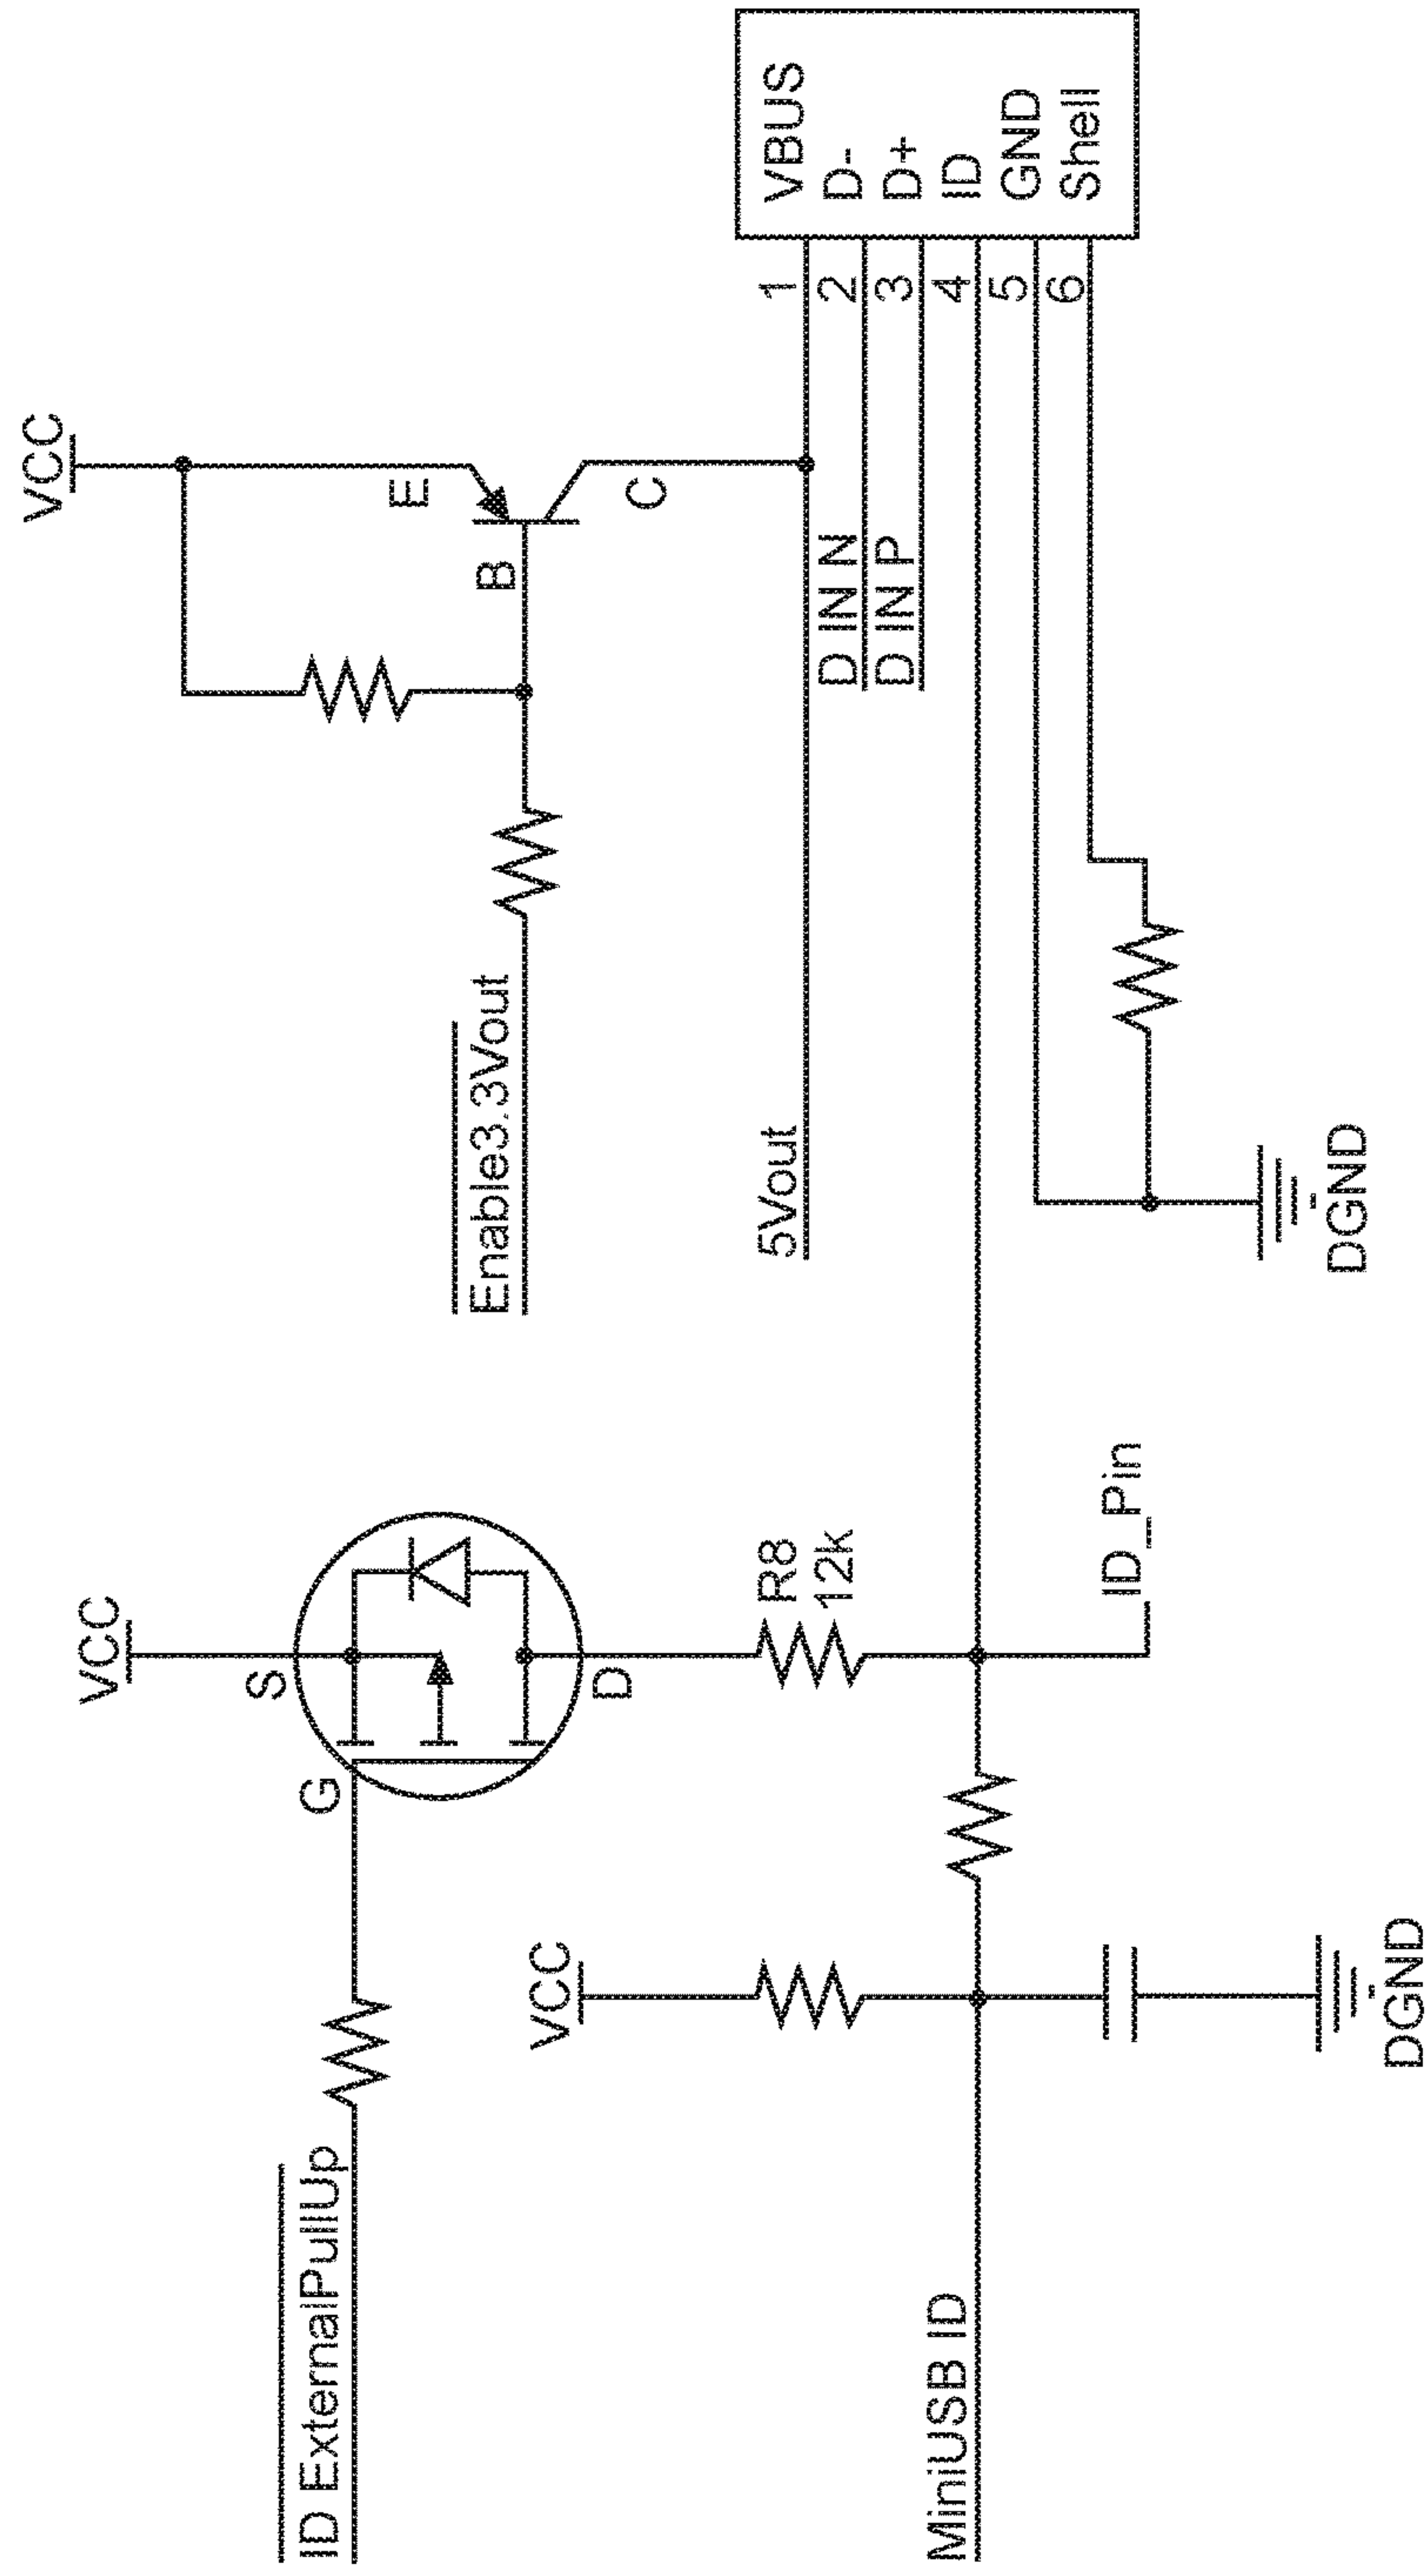 VCC
E
B
C
Enable3.3Vout
5Vout
D IN N
D IN P
1
2
3
4
5
6
VBUS
D-
D+
ID
GND
Shell
DGND
VCC
S
G
D
ID ExternalPullUp
R8
12k
ID_Pin
VCC
MiniUSB ID
DGND